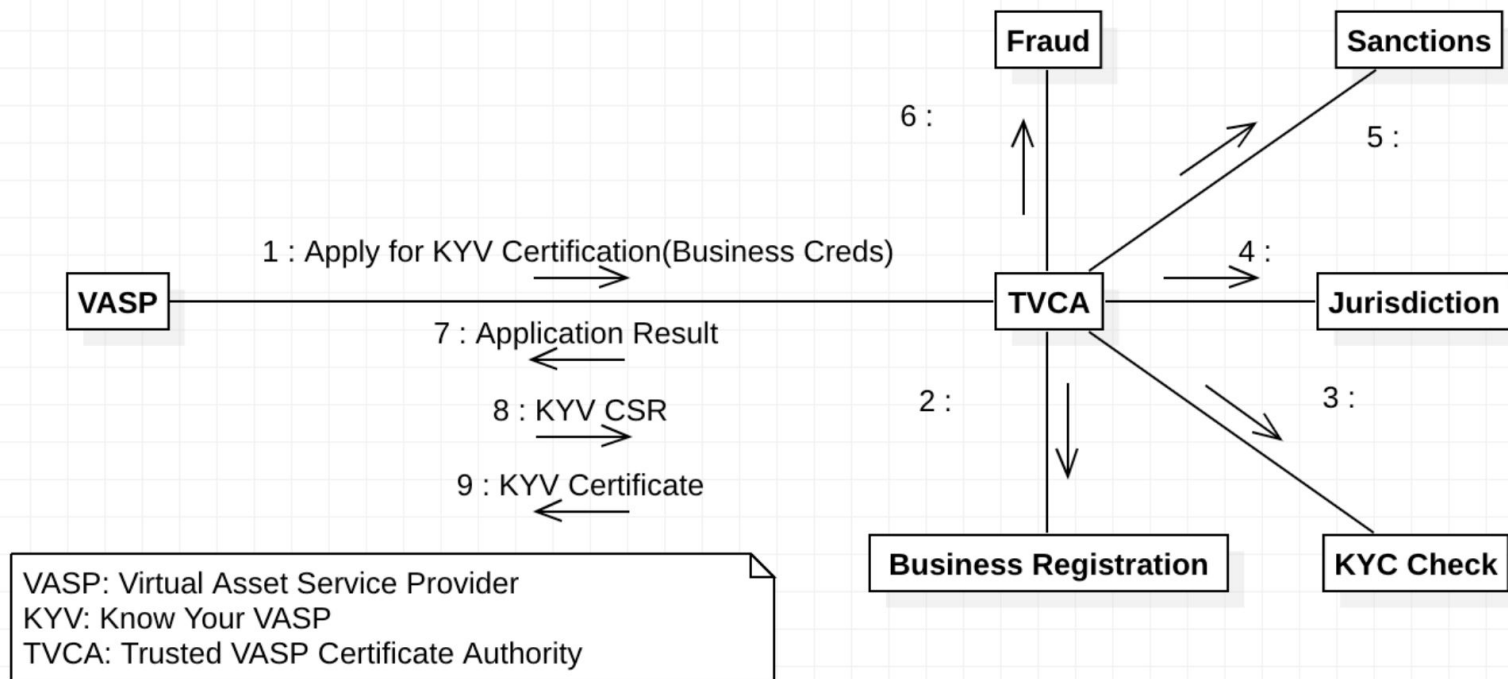 Fraud
Sanctions
6 :
5 :
1 : Apply for KYV Certification(Business Creds)
4 :
VASP
TVCA
Jurisdiction
7 : Application Result
2 :
3 :
8 : KYV CSR
9 : KYV Certificate
Business Registration
KYC Check
VASP: Virtual Asset Service Provider
KYV: Know Your VASP
TVCA: Trusted VASP Certificate Authority